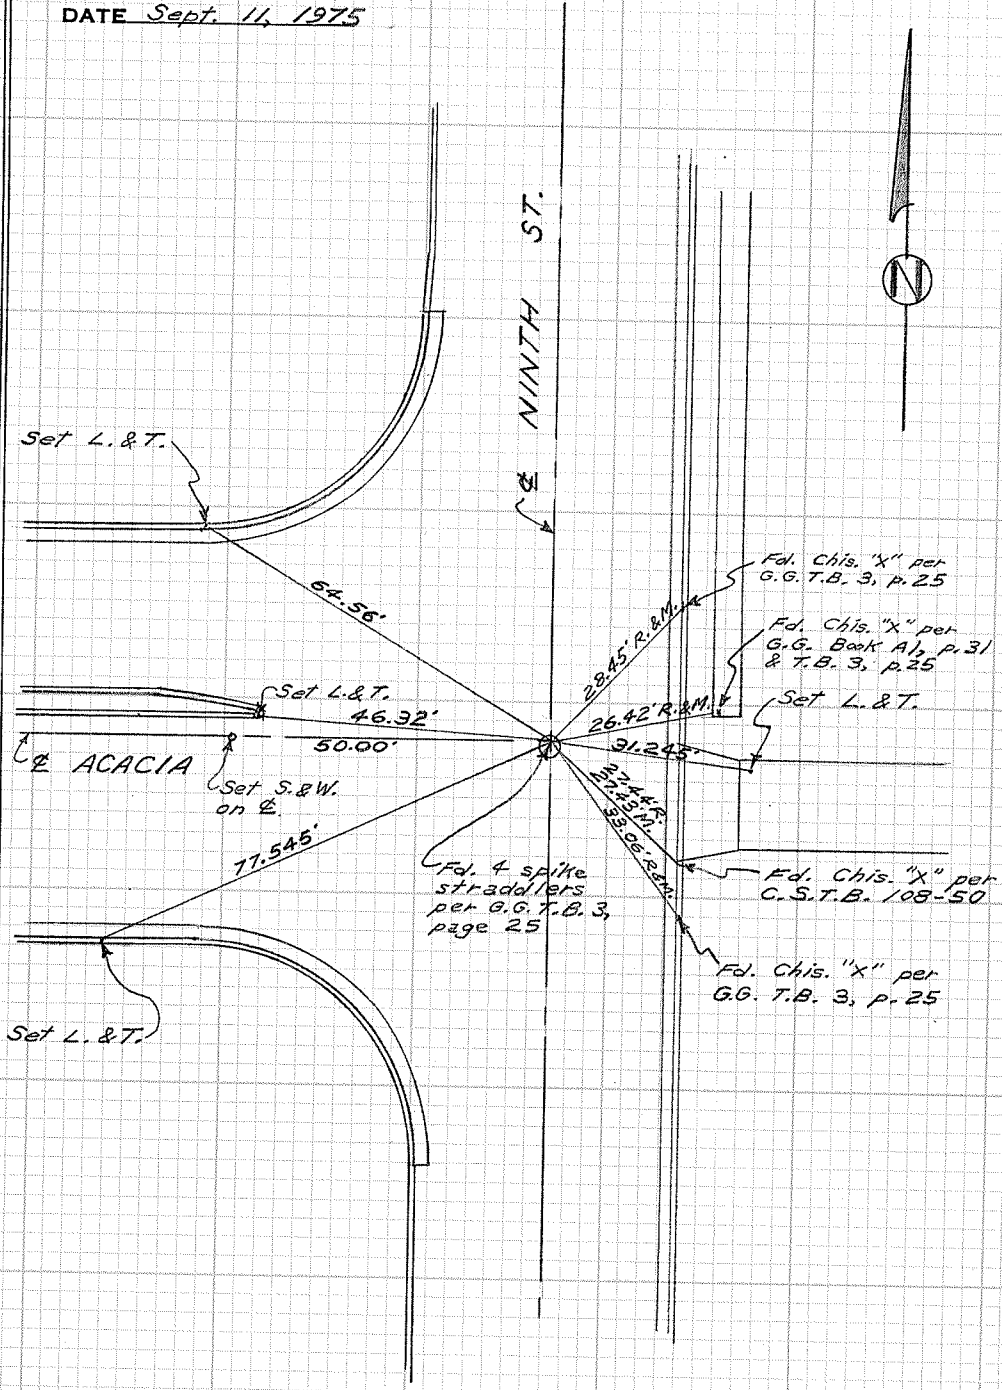 DATE Sept. 11, 1975
NINTH ST.
℄
N
Set L. & T.
64.56'
Fd. Chis. "X" per
G.G. T.B. 3, p. 25
28.45' R. & M.
Fd. Chis. "X" per
G.G. Book A1, p. 31
& T.B. 3, p. 25
26.42' R. & M.
Set L. & T.
31.245'
Set L. & T.
46.32'
50.00'
℄ ACACIA
Set S. & W.
on ℄
27.44' R.
27.43' M.
33.06' R. & M.
77.545'
Fd. 4 spike
straddlers
per G.G. T.B. 3,
page 25
Fd. Chis. "X" per
C.S.T.B. 108-50
Fd. Chis. "X" per
G.G. T.B. 3, p. 25
Set L. & T.